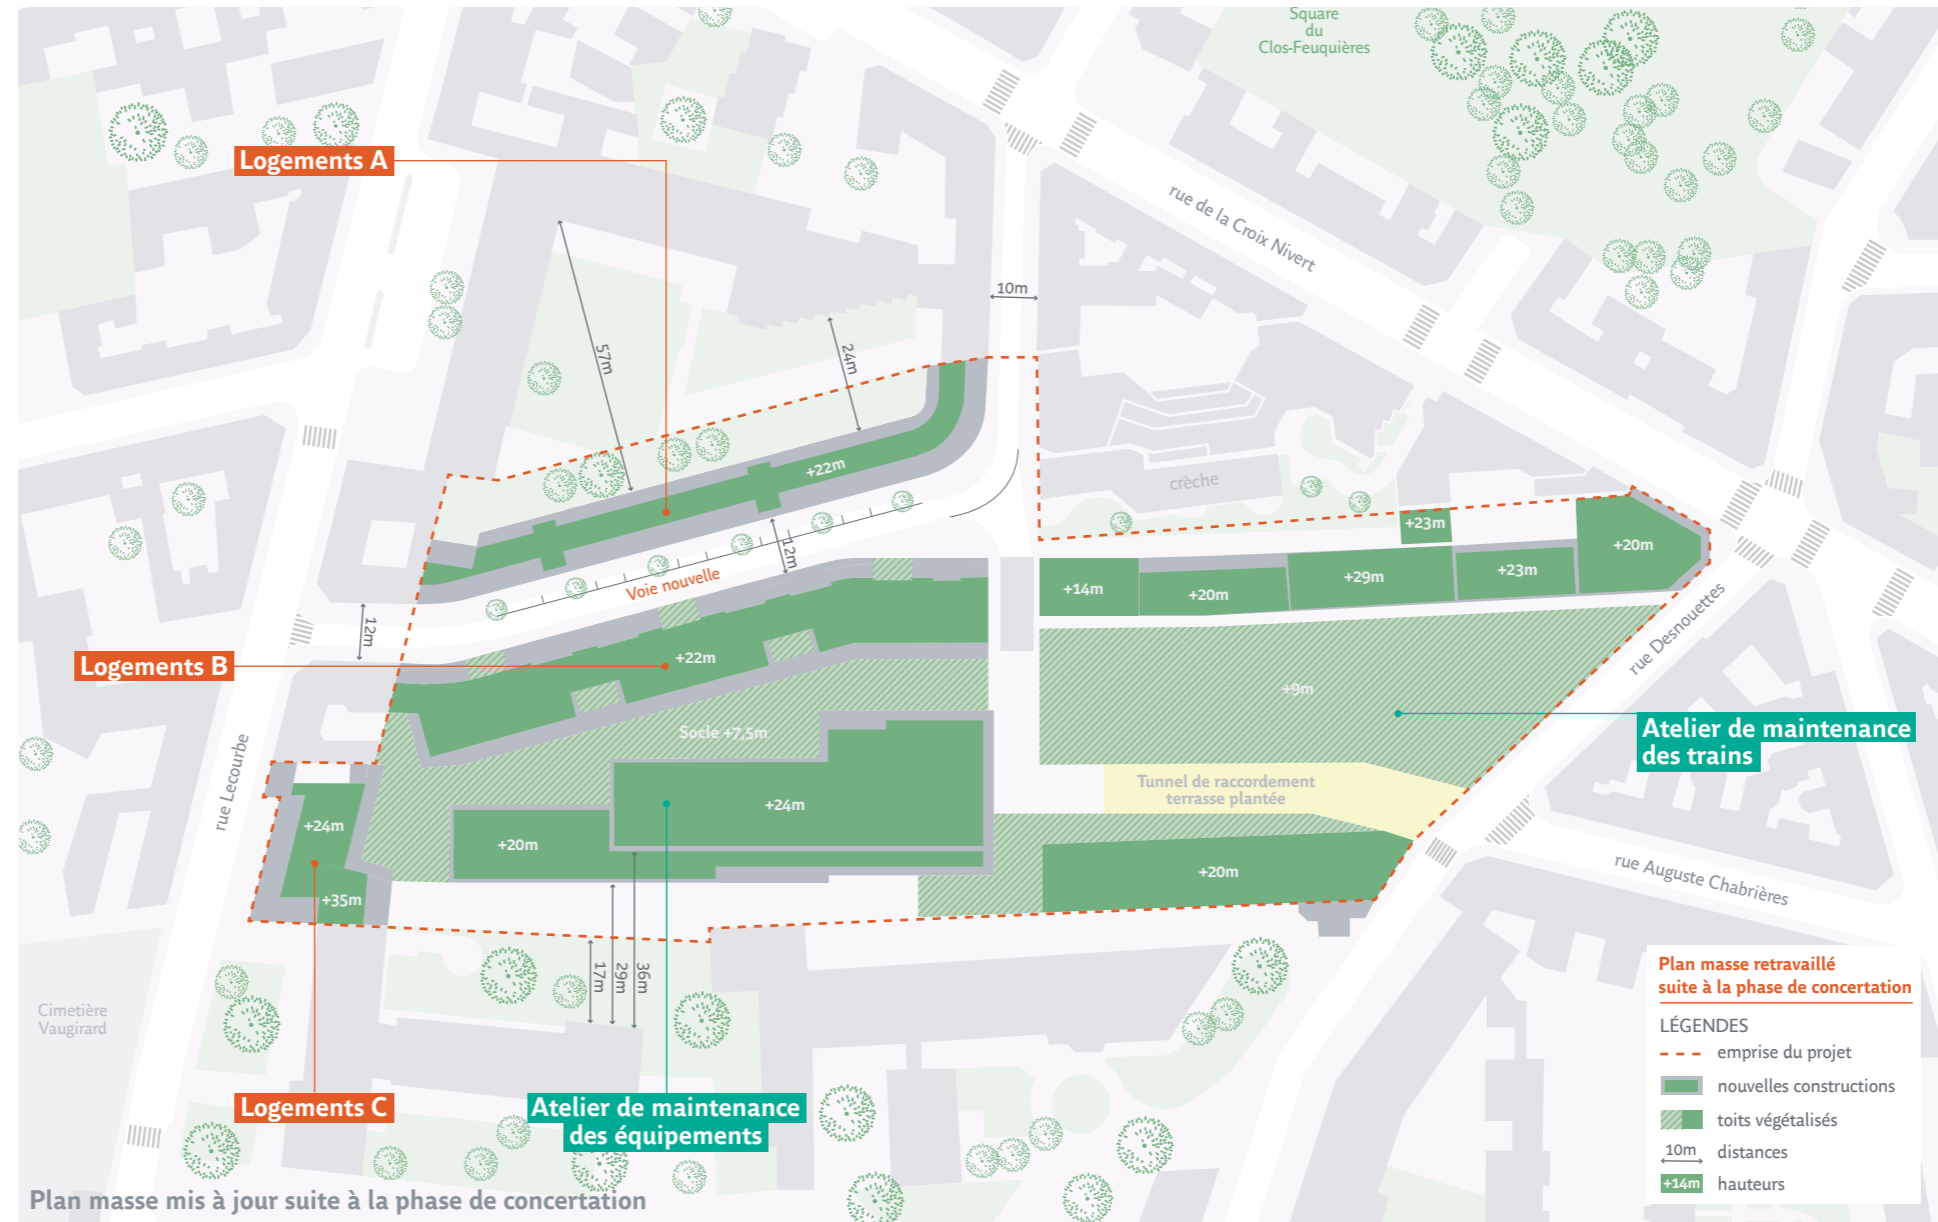 Square
du
Clos-Feuquières
Logements A
rue de la Croix Nivert
10m
57m
24m
+22m
crèche
+23m
12m
+20m
Voie nouvelle
+14m
+20m
+29m
+23m
12m
rue Desnouettes
Logements B
+22m
+9m
Socle +7,5m
Atelier de maintenance
des trains
rue Lecourbe
Tunnel de raccordement
terrasse plantée
+24m
+24m
+20m
+20m
rue Auguste Chabrières
+35m
17m
29m
36m
Cimetière
Vaugirard
Logements C
Atelier de maintenance
des équipements
Plan masse retravaillé
suite à la phase de concertation
LÉGENDES
emprise du projet
nouvelles constructions
toits végétalisés
10m distances
+14m hauteurs
Plan masse mis à jour suite à la phase de concertation